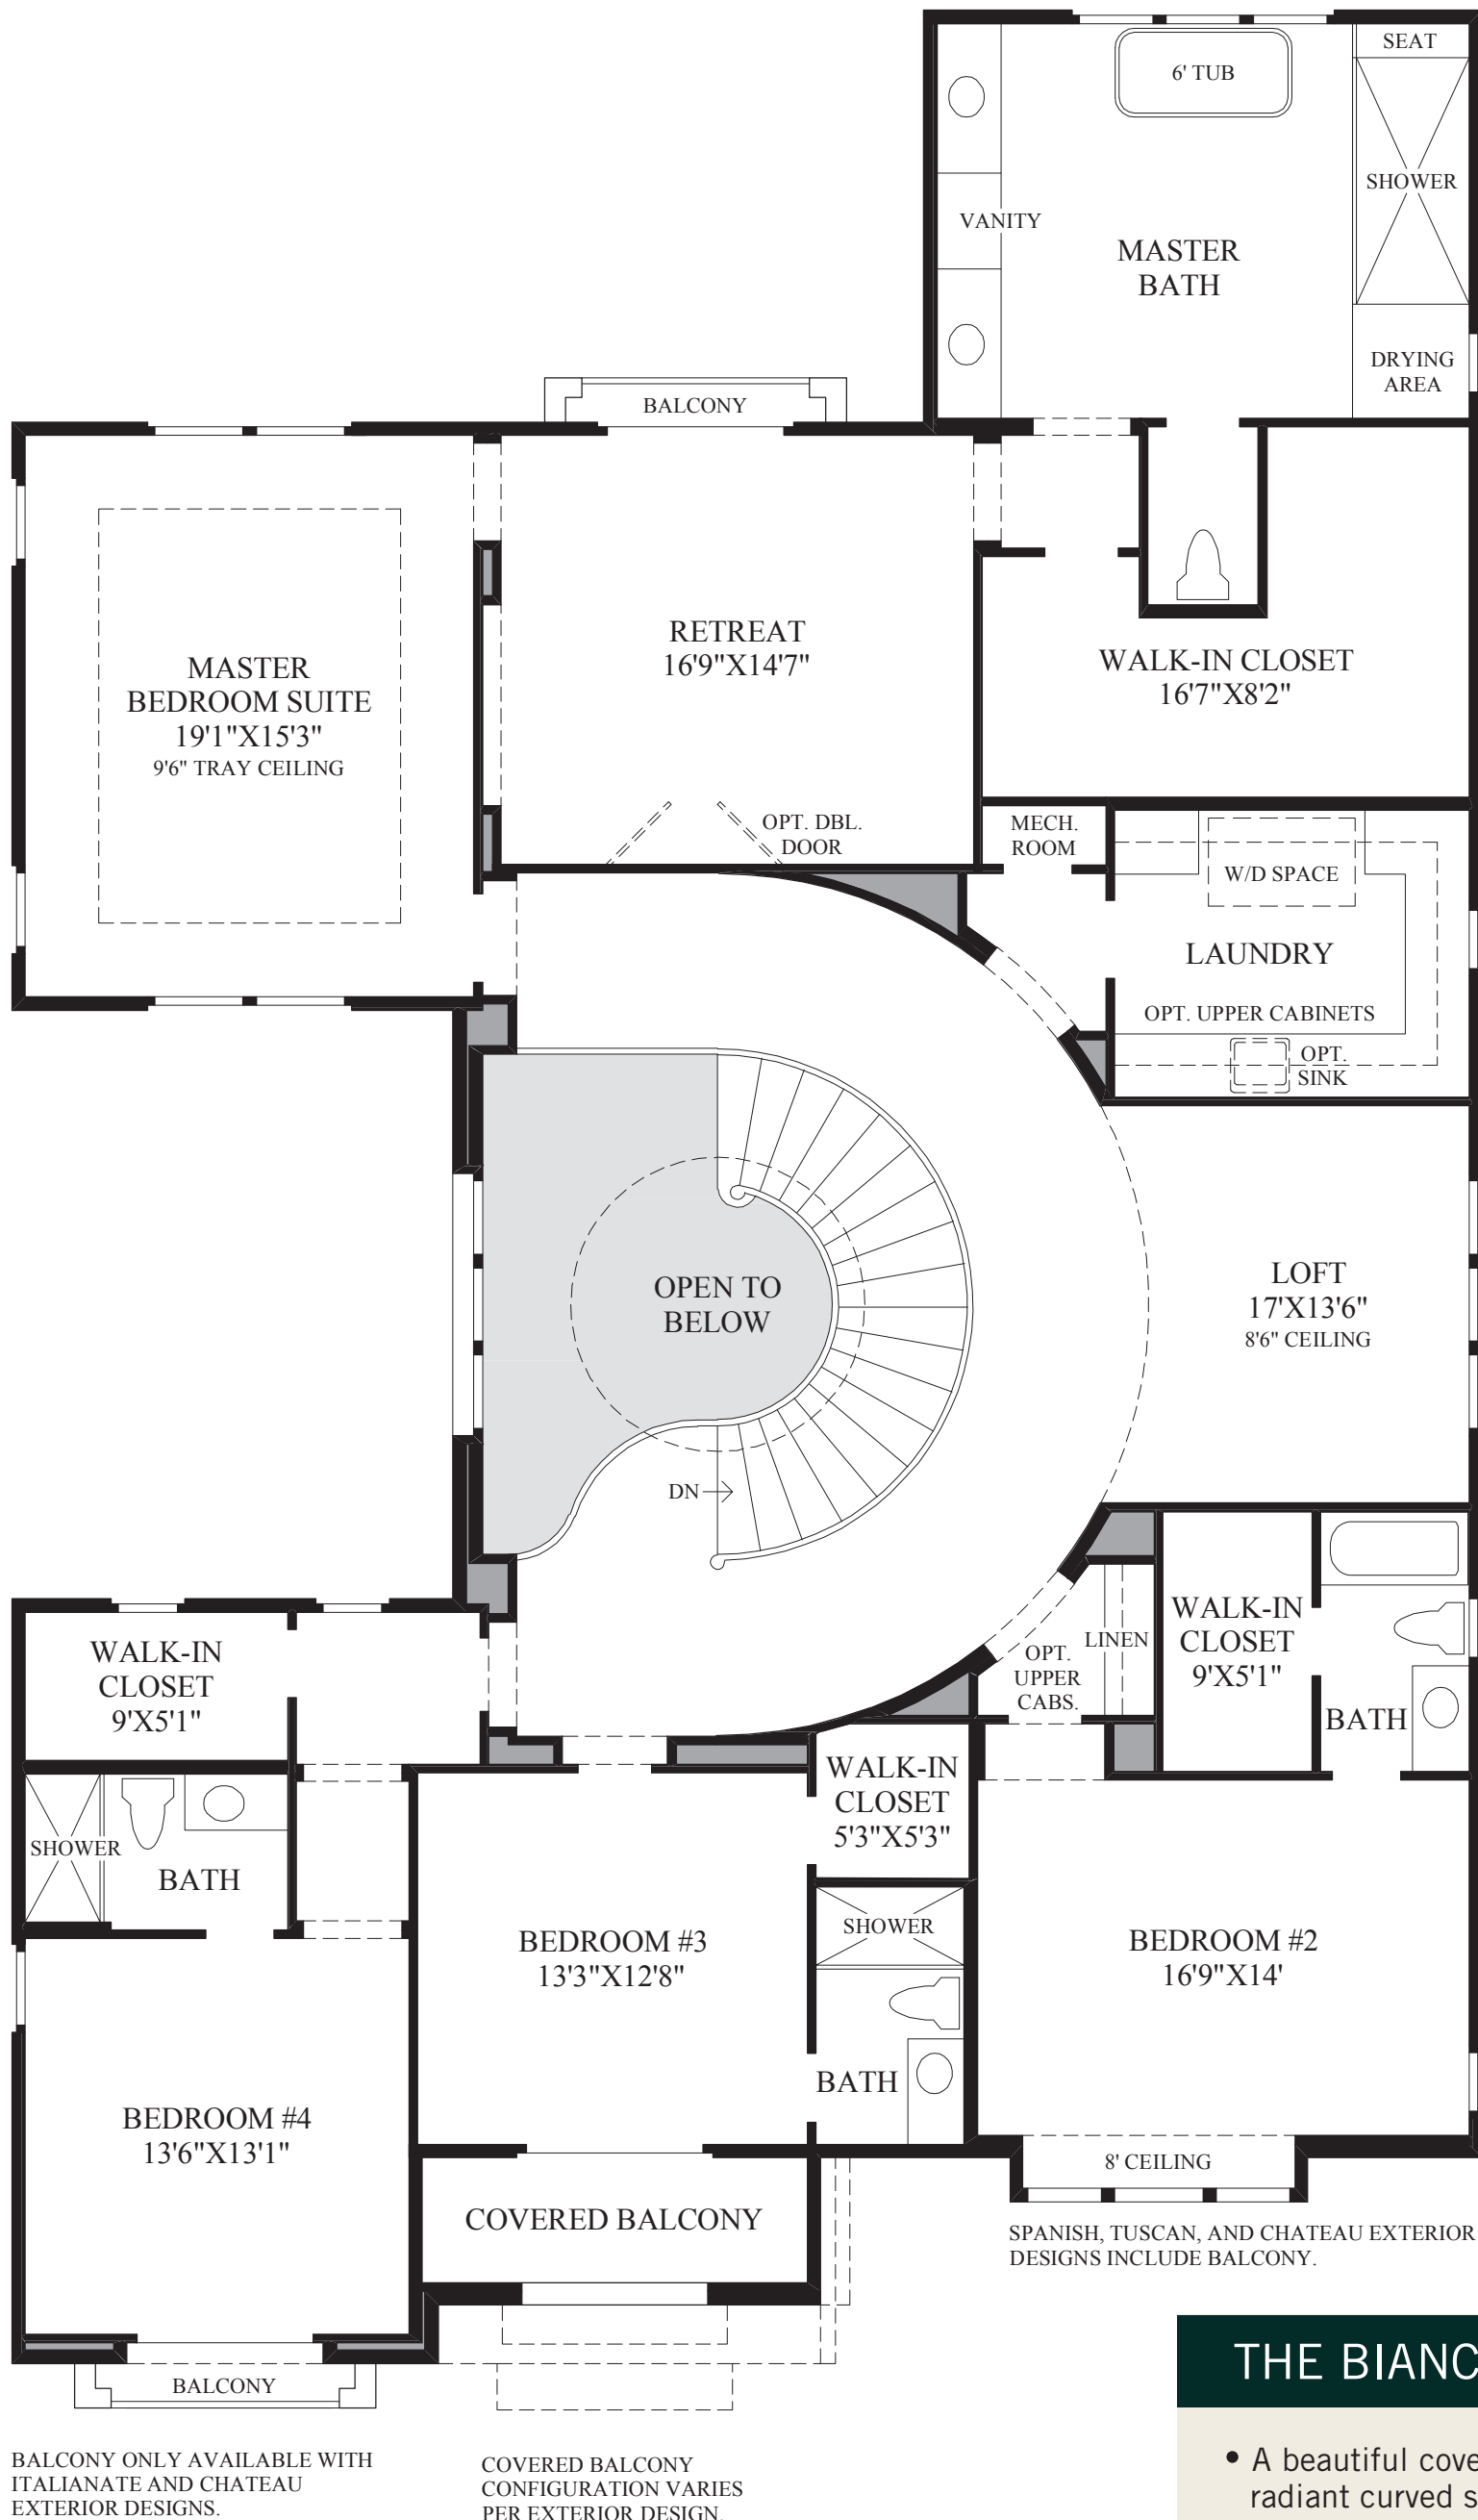 SEAT
6' TUB
SHOWER
VANITY
MASTER
BATH
DRYING
AREA
BALCONY
MASTER
BEDROOM SUITE
19'1"X15'3"
9'6" TRAY CEILING
RETREAT
16'9"X14'7"
WALK-IN CLOSET
16'7"X8'2"
OPT. DBL.
DOOR
MECH.
ROOM
W/D SPACE
LAUNDRY
OPT. UPPER CABINETS
OPT.
SINK
OPEN TO
BELOW
LOFT
17'X13'6"
8'6" CEILING
DN
WALK-IN
CLOSET
9'X5'1"
OPT.
UPPER
CABS.
LINEN
WALK-IN
CLOSET
9'X5'1"
BATH
SHOWER
BATH
WALK-IN
CLOSET
5'3"X5'3"
BEDROOM #3
13'3"X12'8"
SHOWER
BATH
BEDROOM #2
16'9"X14'
BEDROOM #4
13'6"X13'1"
8' CEILING
COVERED BALCONY
SPANISH, TUSCAN, AND CHATEAU EXTERIOR
DESIGNS INCLUDE BALCONY.
BALCONY
BALCONY ONLY AVAILABLE WITH
ITALIANATE AND CHATEAU
EXTERIOR DESIGNS.
COVERED BALCONY
CONFIGURATION VARIES
PER EXTERIOR DESIGN.
THE BIANC
• A beautiful cove
radiant curved s